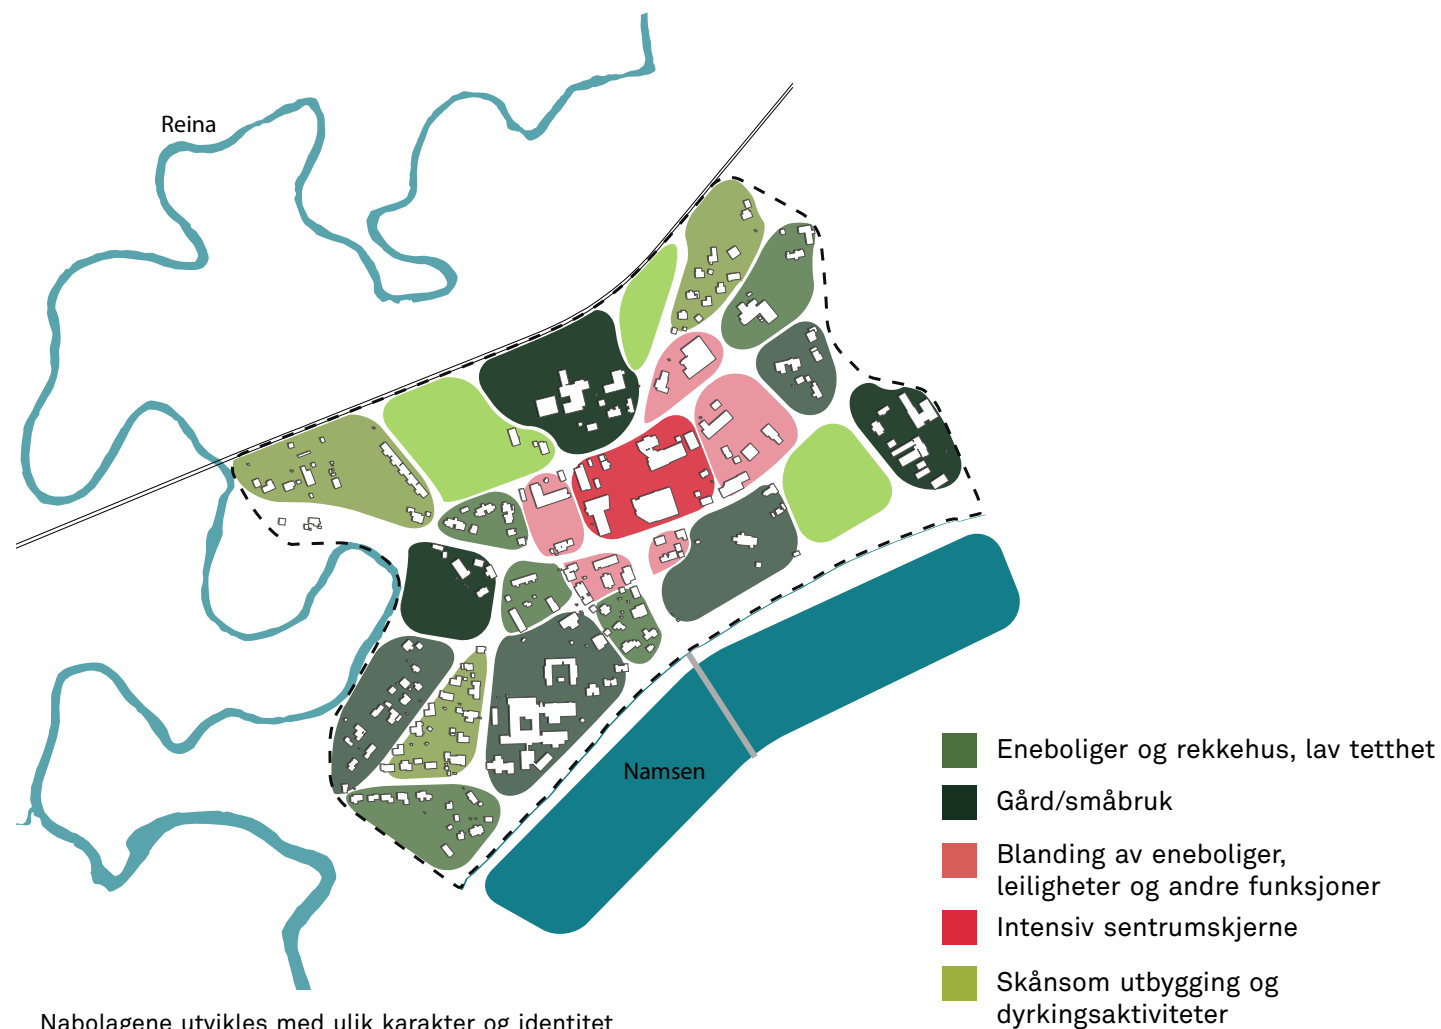 Reina
Namsen
Eneboliger og rekkehus, lav tetthet
Gård/småbruk
Blanding av eneboliger,
leiligheter og andre funksjoner
Intensiv sentrumskjerne
Skånsom utbygging og
dyrkingsaktiviteter
Nabolagene utvikles med ulik karakter og identitet